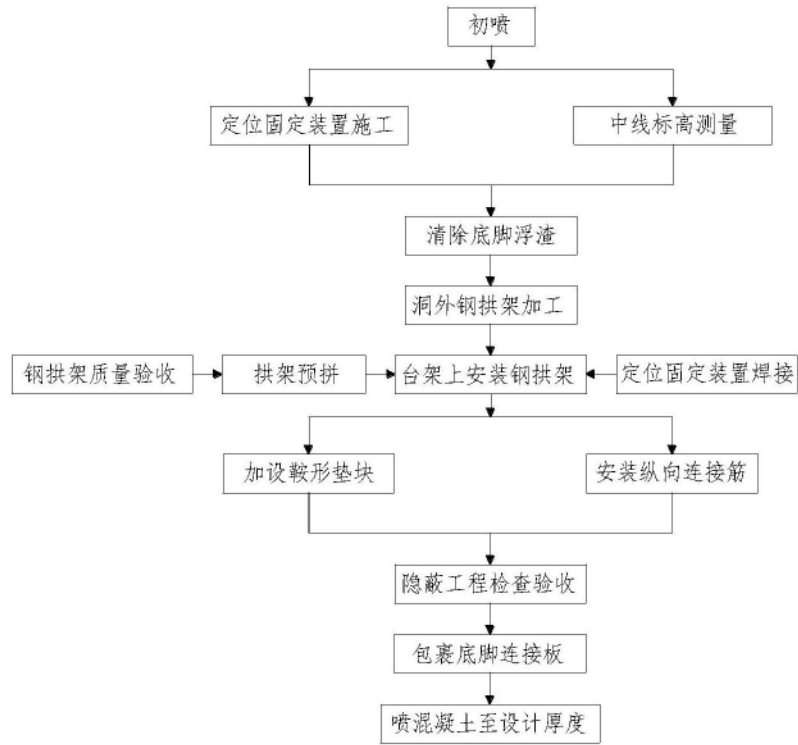 初喷
定位固定装置施工
中线标高测量
清除底脚浮渣
洞外钢拱架加工
钢拱架质量验收
拱架预拼
台架上安装钢拱架
定位固定装置焊接
加设鞍形垫块
安装纵向连接筋
隐蔽工程检查验收
包裹底脚连接板
喷混凝土至设计厚度